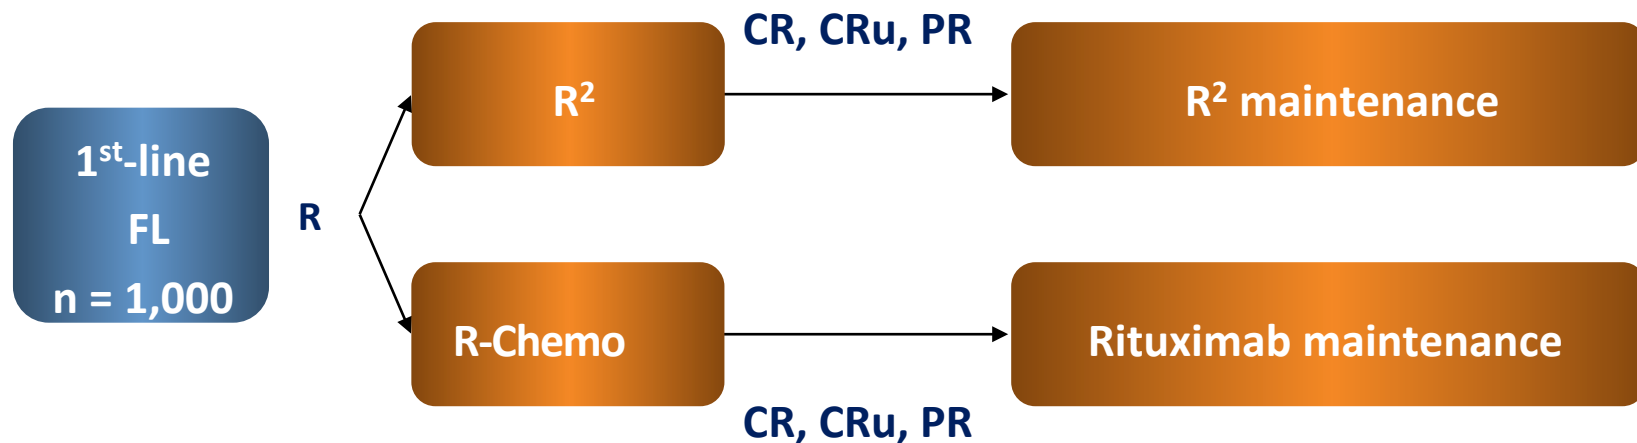 CR, CRu, PR
R² R² maintenance
1st-line
FL
n = 1,000
R
R-Chemo Rituximab maintenance
CR, CRu, PR